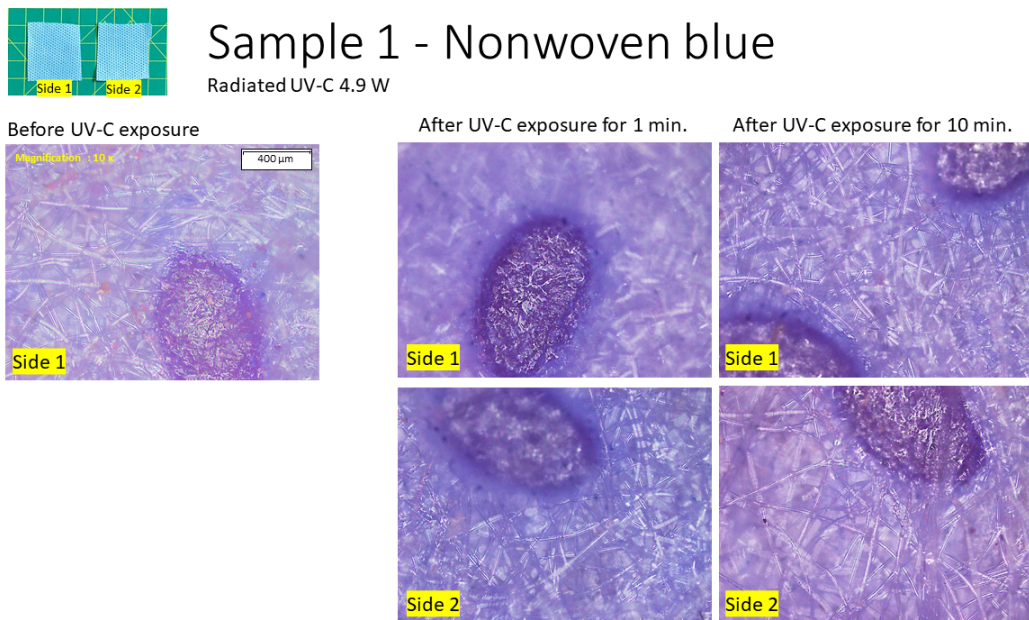 Side 1
Side 2
Sample 1 - Nonwoven blue
Radiated UV-C 4.9 W
Before UV-C exposure
After UV-C exposure for 1 min.
After UV-C exposure for 10 min.
Magnification : 10 x
400 µm
Side 1
Side 1
Side 1
Side 2
Side 2